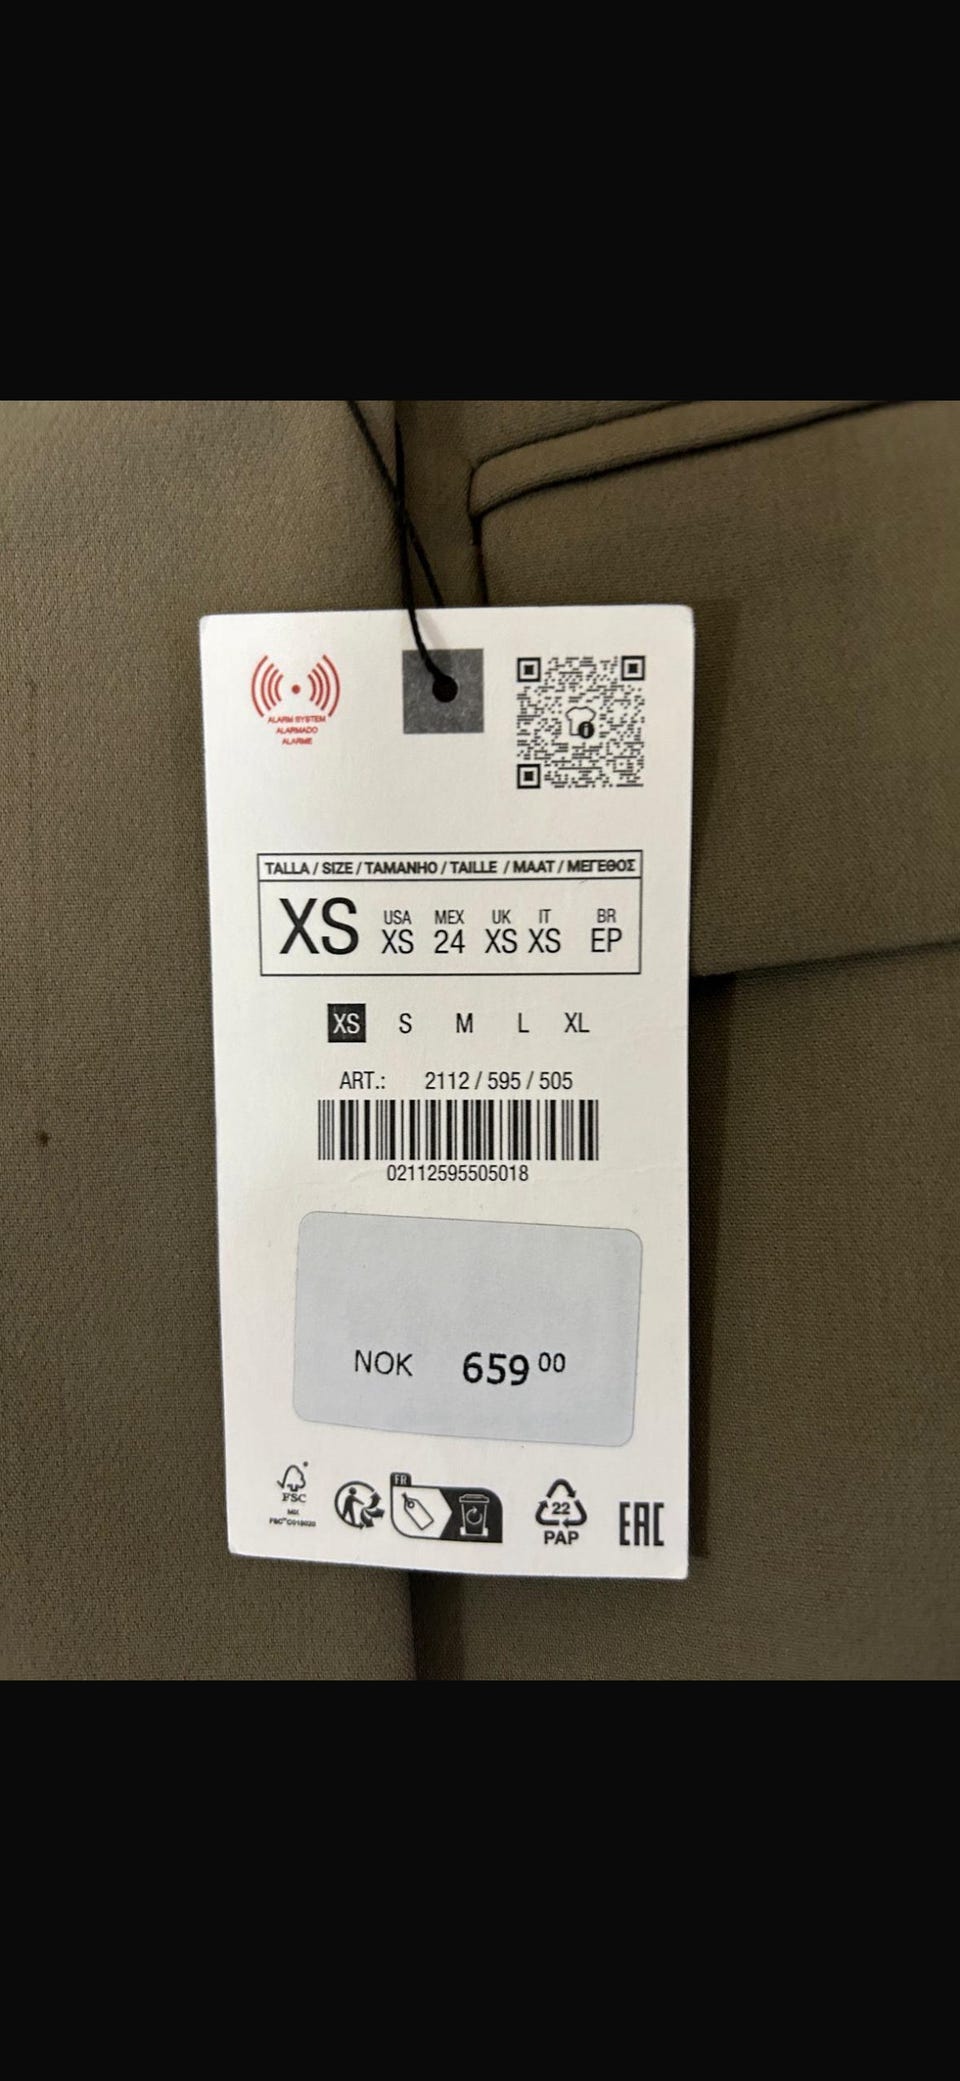 ALARM SYSTEM
ALARMADO
ALARME
TALLA / SIZE / TAMANHO / TAILLE / MAAT / ΜΕΓΕΘΟΣ
XS USA XS MEX 24 UK XS IT XS BR EP
XS S M L XL
ART.: 2112 / 595 / 505
02112595505018
NOK 659 00
FR
FSC
22
PAP
EAC